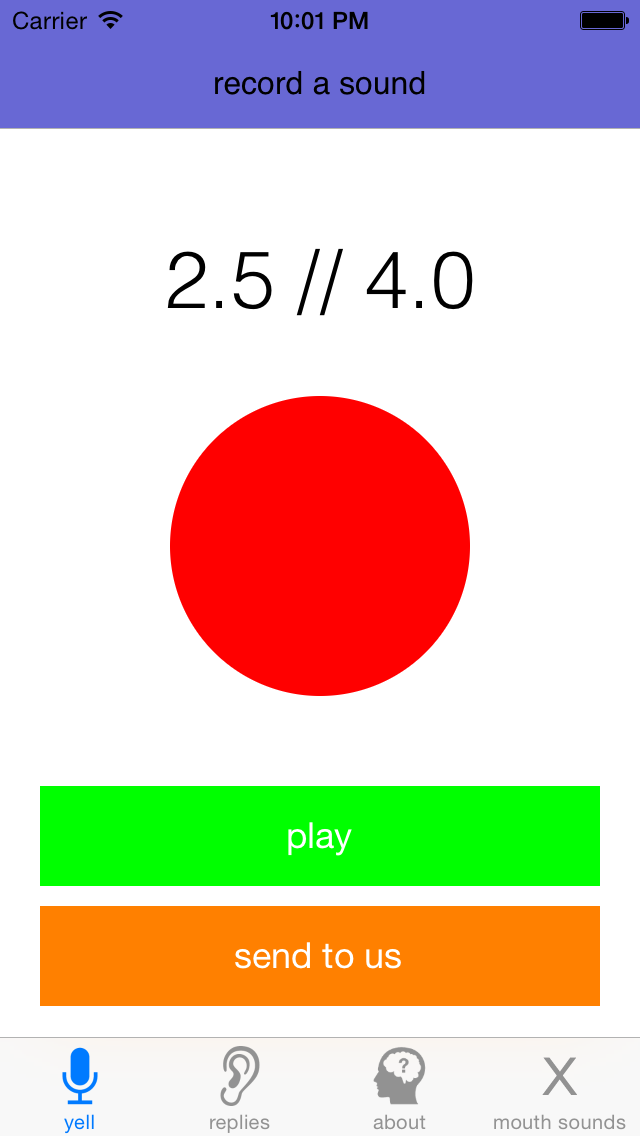 Carrier 10:01 PM
record a sound
2.5 // 4.0
play
send to us
?
X
yell replies about mouth sounds